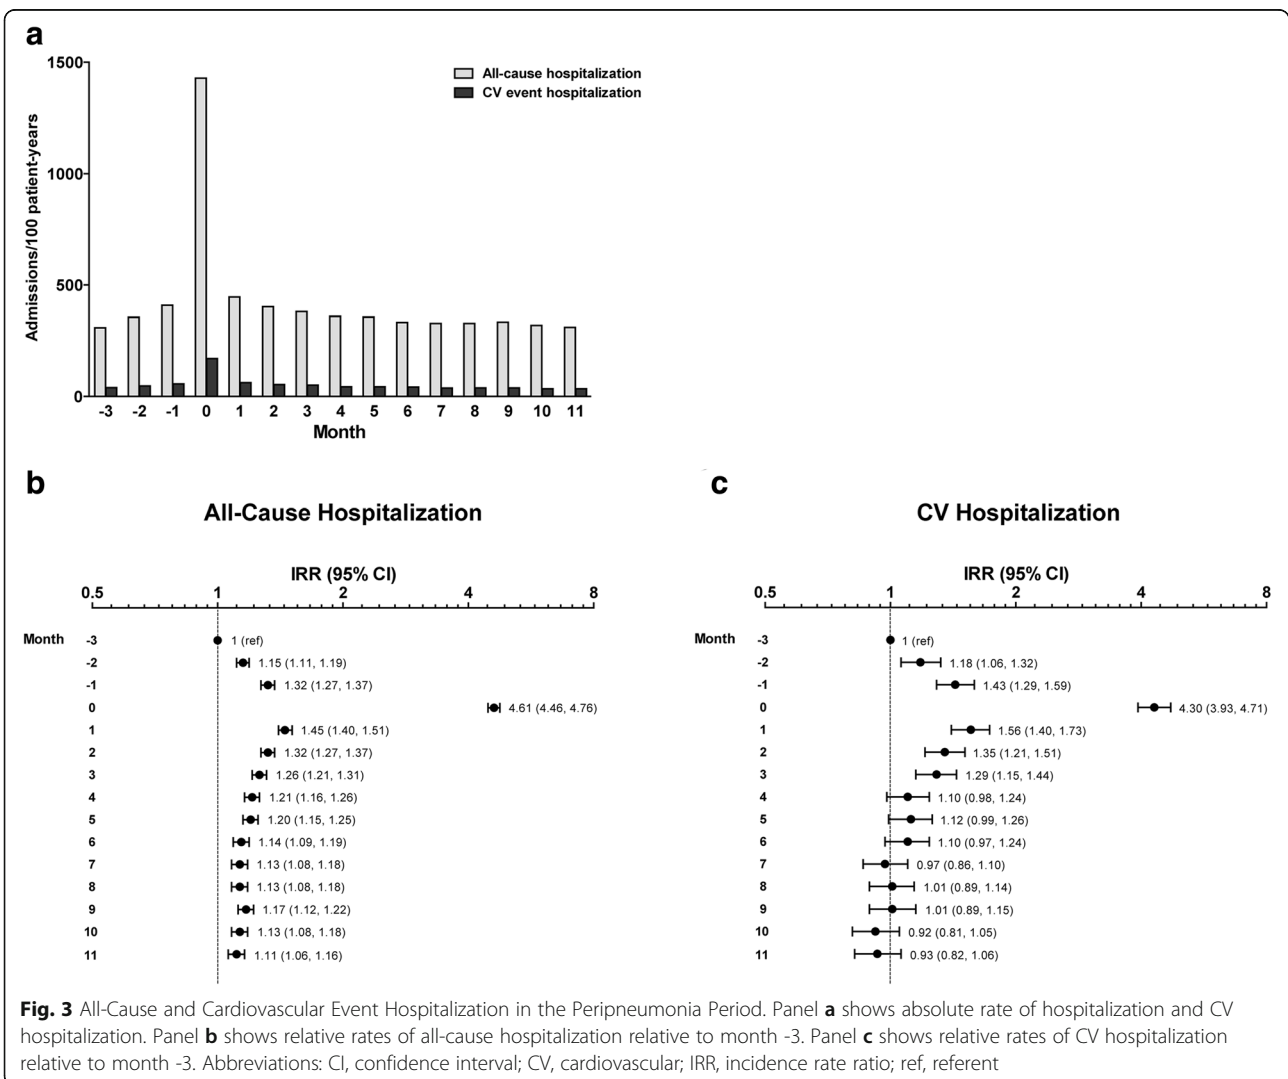 a
1500
All-cause hospitalization
CV event hospitalization
1000
500
0
Admissions/100 patient-years
-3 -2 -1 0 1 2 3 4 5 6 7 8 9 10 11
Month
b
All-Cause Hospitalization
IRR (95% CI)
0.5 1 2 4 8
Month -3 1 (ref)
-2 1.15 (1.11, 1.19)
-1 1.32 (1.27, 1.37)
0 4.61 (4.46, 4.76)
1 1.45 (1.40, 1.51)
2 1.32 (1.27, 1.37)
3 1.26 (1.21, 1.31)
4 1.21 (1.16, 1.26)
5 1.20 (1.15, 1.25)
6 1.14 (1.09, 1.19)
7 1.13 (1.08, 1.18)
8 1.13 (1.08, 1.18)
9 1.17 (1.12, 1.22)
10 1.13 (1.08, 1.18)
11 1.11 (1.06, 1.16)
c
CV Hospitalization
IRR (95% CI)
0.5 1 2 4 8
Month -3 1 (ref)
-2 1.18 (1.06, 1.32)
-1 1.43 (1.29, 1.59)
0 4.30 (3.93, 4.71)
1 1.56 (1.40, 1.73)
2 1.35 (1.21, 1.51)
3 1.29 (1.15, 1.44)
4 1.10 (0.98, 1.24)
5 1.12 (0.99, 1.26)
6 1.10 (0.97, 1.24)
7 0.97 (0.86, 1.10)
8 1.01 (0.89, 1.14)
9 1.01 (0.89, 1.15)
10 0.92 (0.81, 1.05)
11 0.93 (0.82, 1.06)
Fig. 3 All-Cause and Cardiovascular Event Hospitalization in the Peripneumonia Period. Panel a shows absolute rate of hospitalization and CV
hospitalization. Panel b shows relative rates of all-cause hospitalization relative to month -3. Panel c shows relative rates of CV hospitalization
relative to month -3. Abbreviations: CI, confidence interval; CV, cardiovascular; IRR, incidence rate ratio; ref, referent